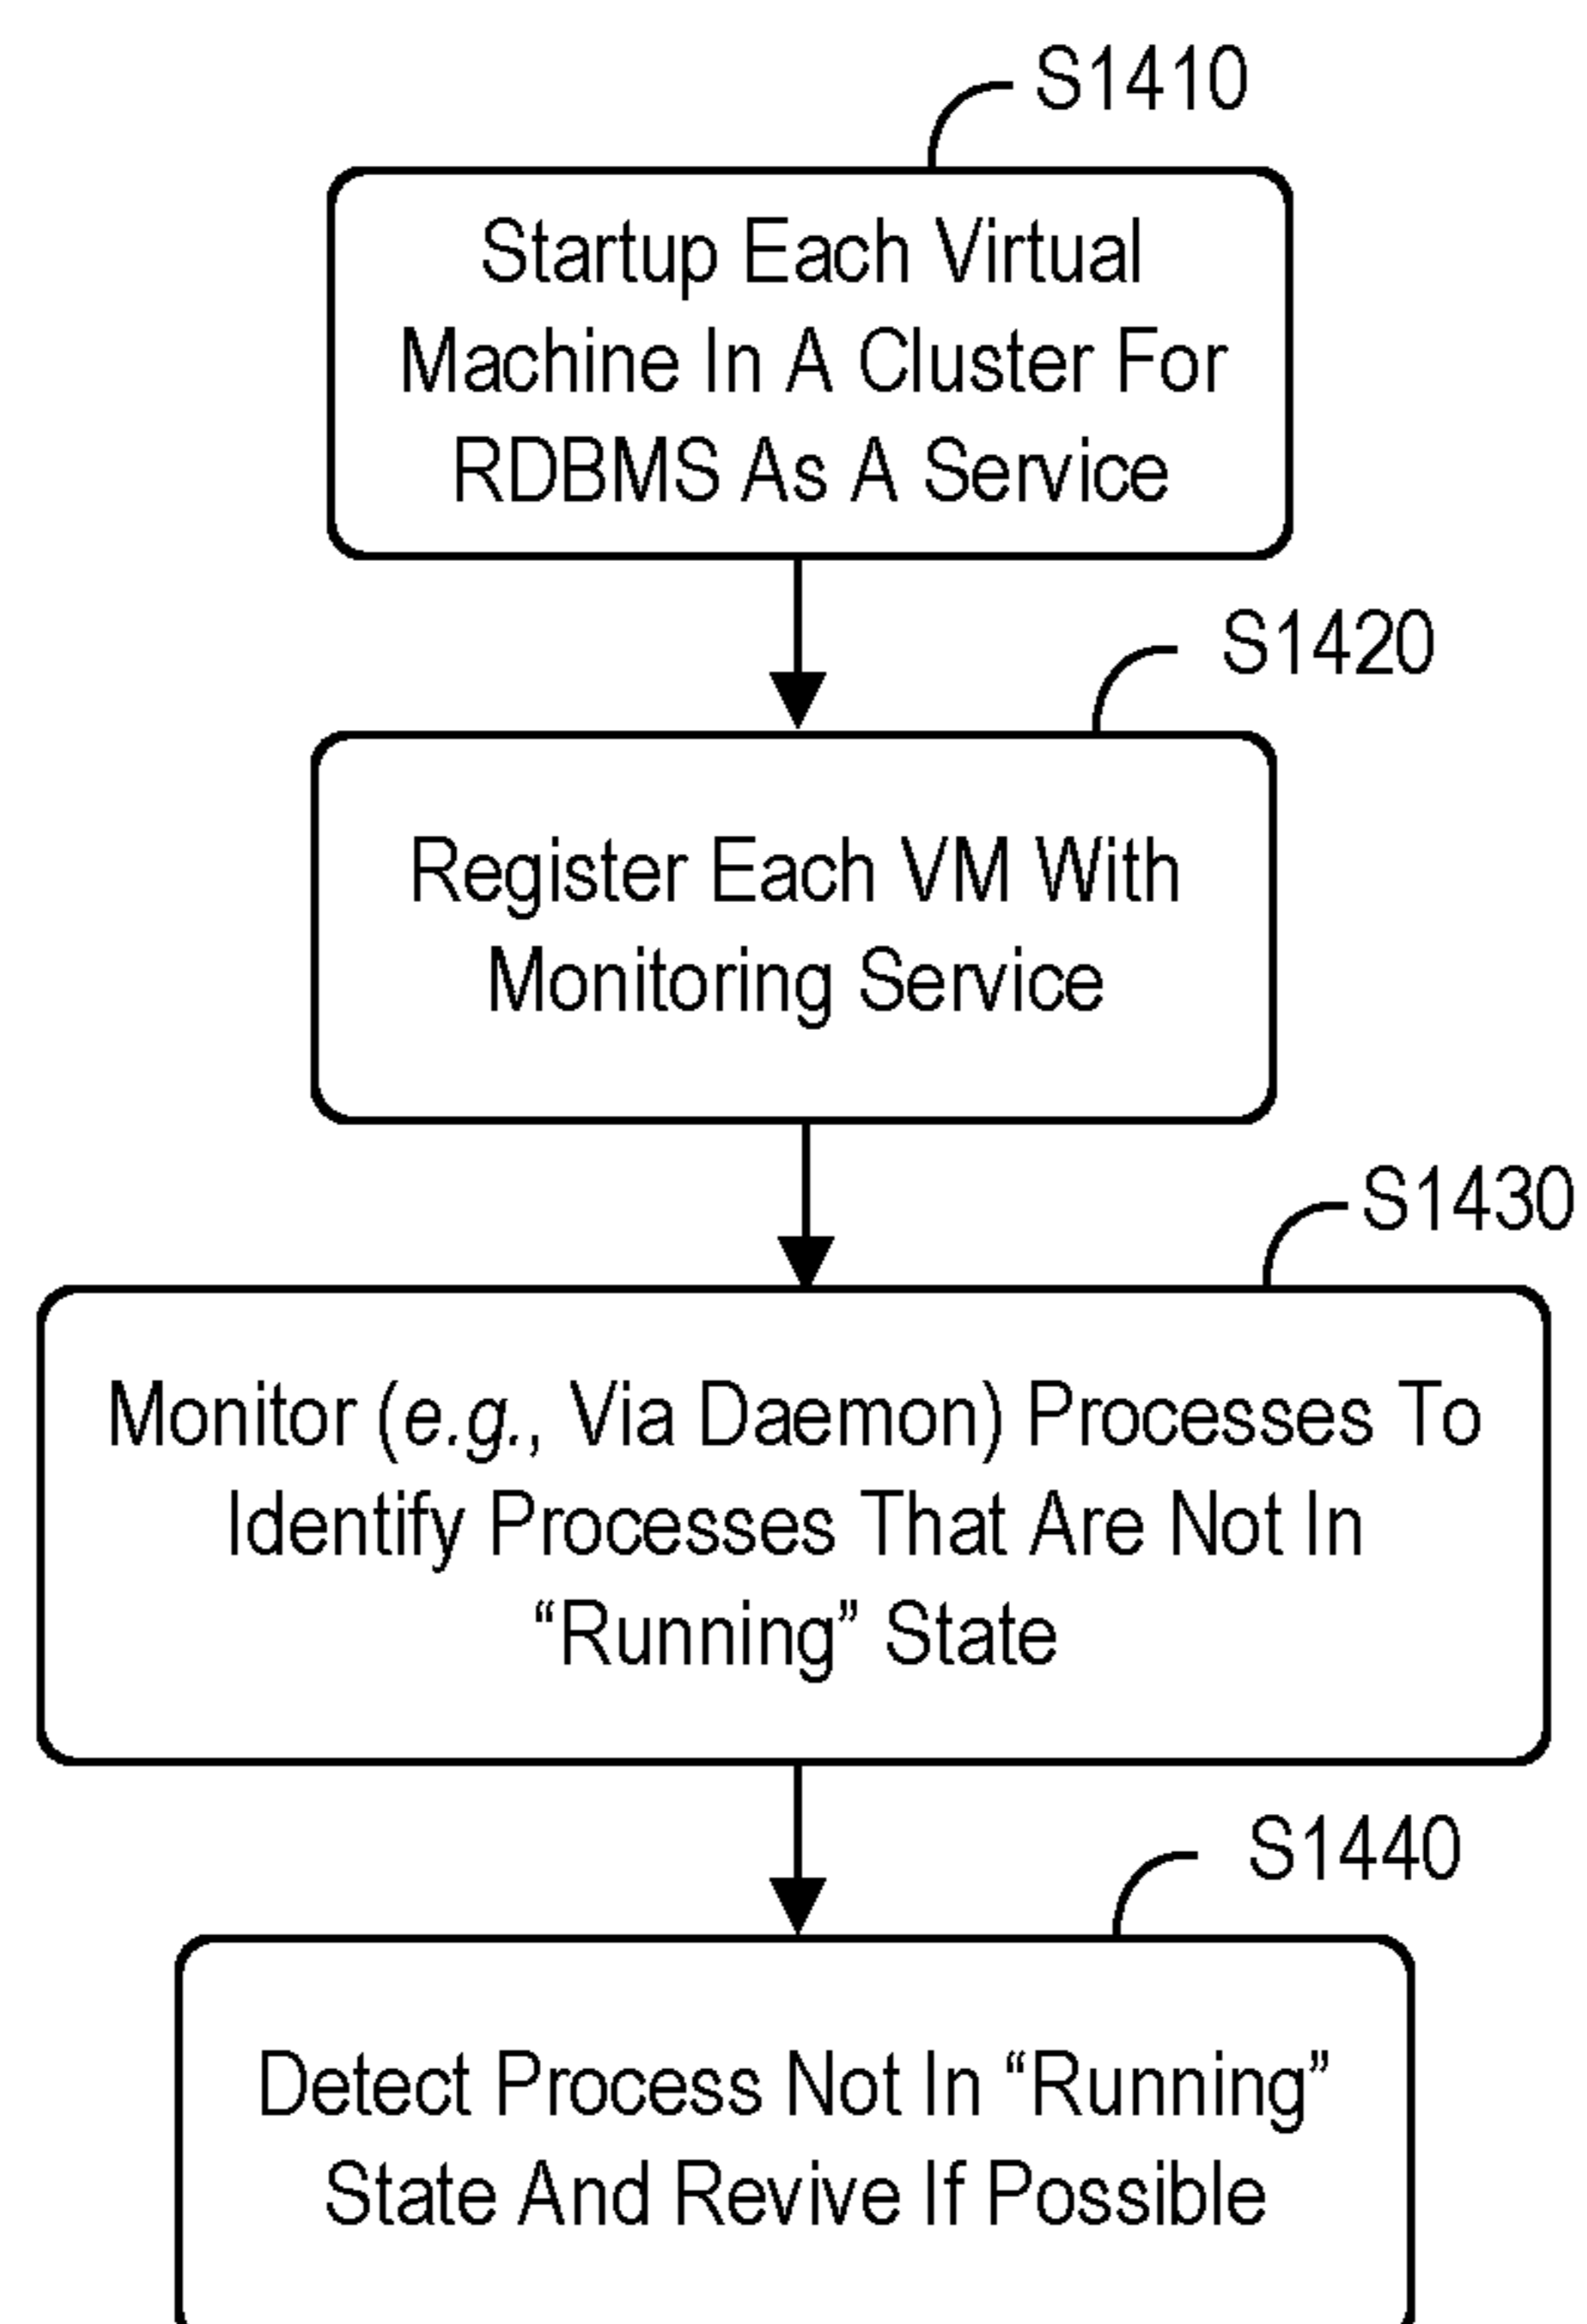 S1410
Startup Each Virtual
Machine In A Cluster For
RDBMS As A Service
S1420
Register Each VM With
Monitoring Service
S1430
Monitor (e.g., Via Daemon) Processes To
Identify Processes That Are Not In
“Running” State
S1440
Detect Process Not In “Running”
State And Revive If Possible